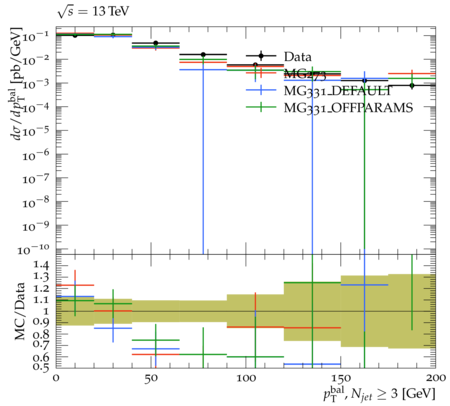 √s = 13 TeV
dσ/dp_T^bal [pb/GeV]
10⁻¹
10⁻²
10⁻³
10⁻⁴
10⁻⁵
10⁻⁶
10⁻⁷
10⁻⁸
10⁻⁹
10⁻¹⁰
Data
MG273
MG331_DEFAULT
MG331_OFFPARAMS
MC/Data
1.4
1.3
1.2
1.1
1
0.9
0.8
0.7
0.6
0.5
0 50 100 150 200
p_T^bal, N_jet ≥ 3 [GeV]